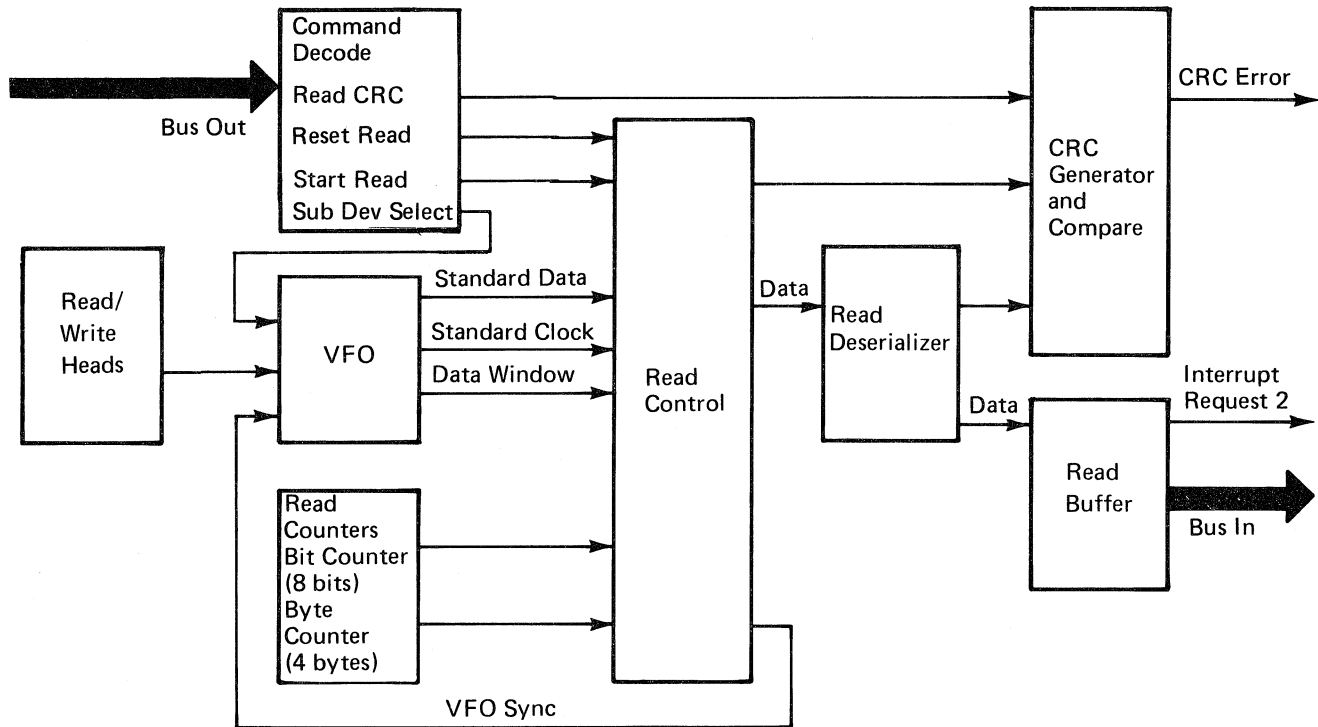 Command
Decode
Read CRC
Reset Read
Start Read
Sub Dev Select
Bus Out
CRC Error
CRC
Generator
and
Compare
Read/
Write
Heads
VFO
Standard Data
Standard Clock
Data Window
Read
Control
Data
Read
Deserializer
Data
Interrupt
Request 2
Read
Buffer
Bus In
Read
Counters
Bit Counter
(8 bits)
Byte
Counter
(4 bytes)
VFO Sync